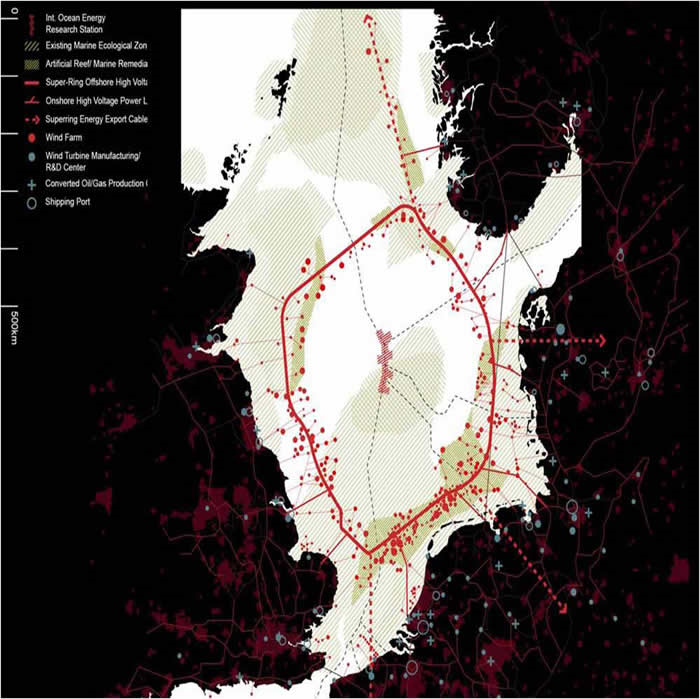 0
Int. Ocean Energy
Research Station
Existing Marine Ecological Zon
Artificial Reef/ Marine Remedia
Super-Ring Offshore High Volta
Onshore High Voltage Power L
Superring Energy Export Cable
Wind Farm
Wind Turbine Manufacturing/
R&D Center
Converted Oil/Gas Production (
Shipping Port
500km